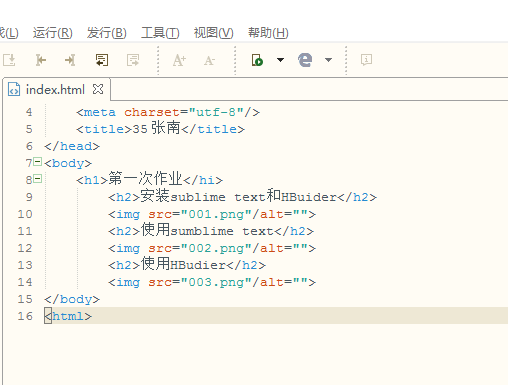 找(L) 运行(R) 发行(B) 工具(T) 视图(V) 帮助(H)
A+ A-
index.html
4 <meta charset="utf-8"/>
5 <title>35张南</title>
6 </head>
7 <body>
8 <h1>第一次作业</hi>
9 <h2>安装sublime text和HBuider</h2>
10 <img src="001.png"/alt="">
11 <h2>使用sumblime text</h2>
12 <img src="002.png"/alt="">
13 <h2>使用HBudier</h2>
14 <img src="003.png"/alt="">
15 </body>
16 <html>